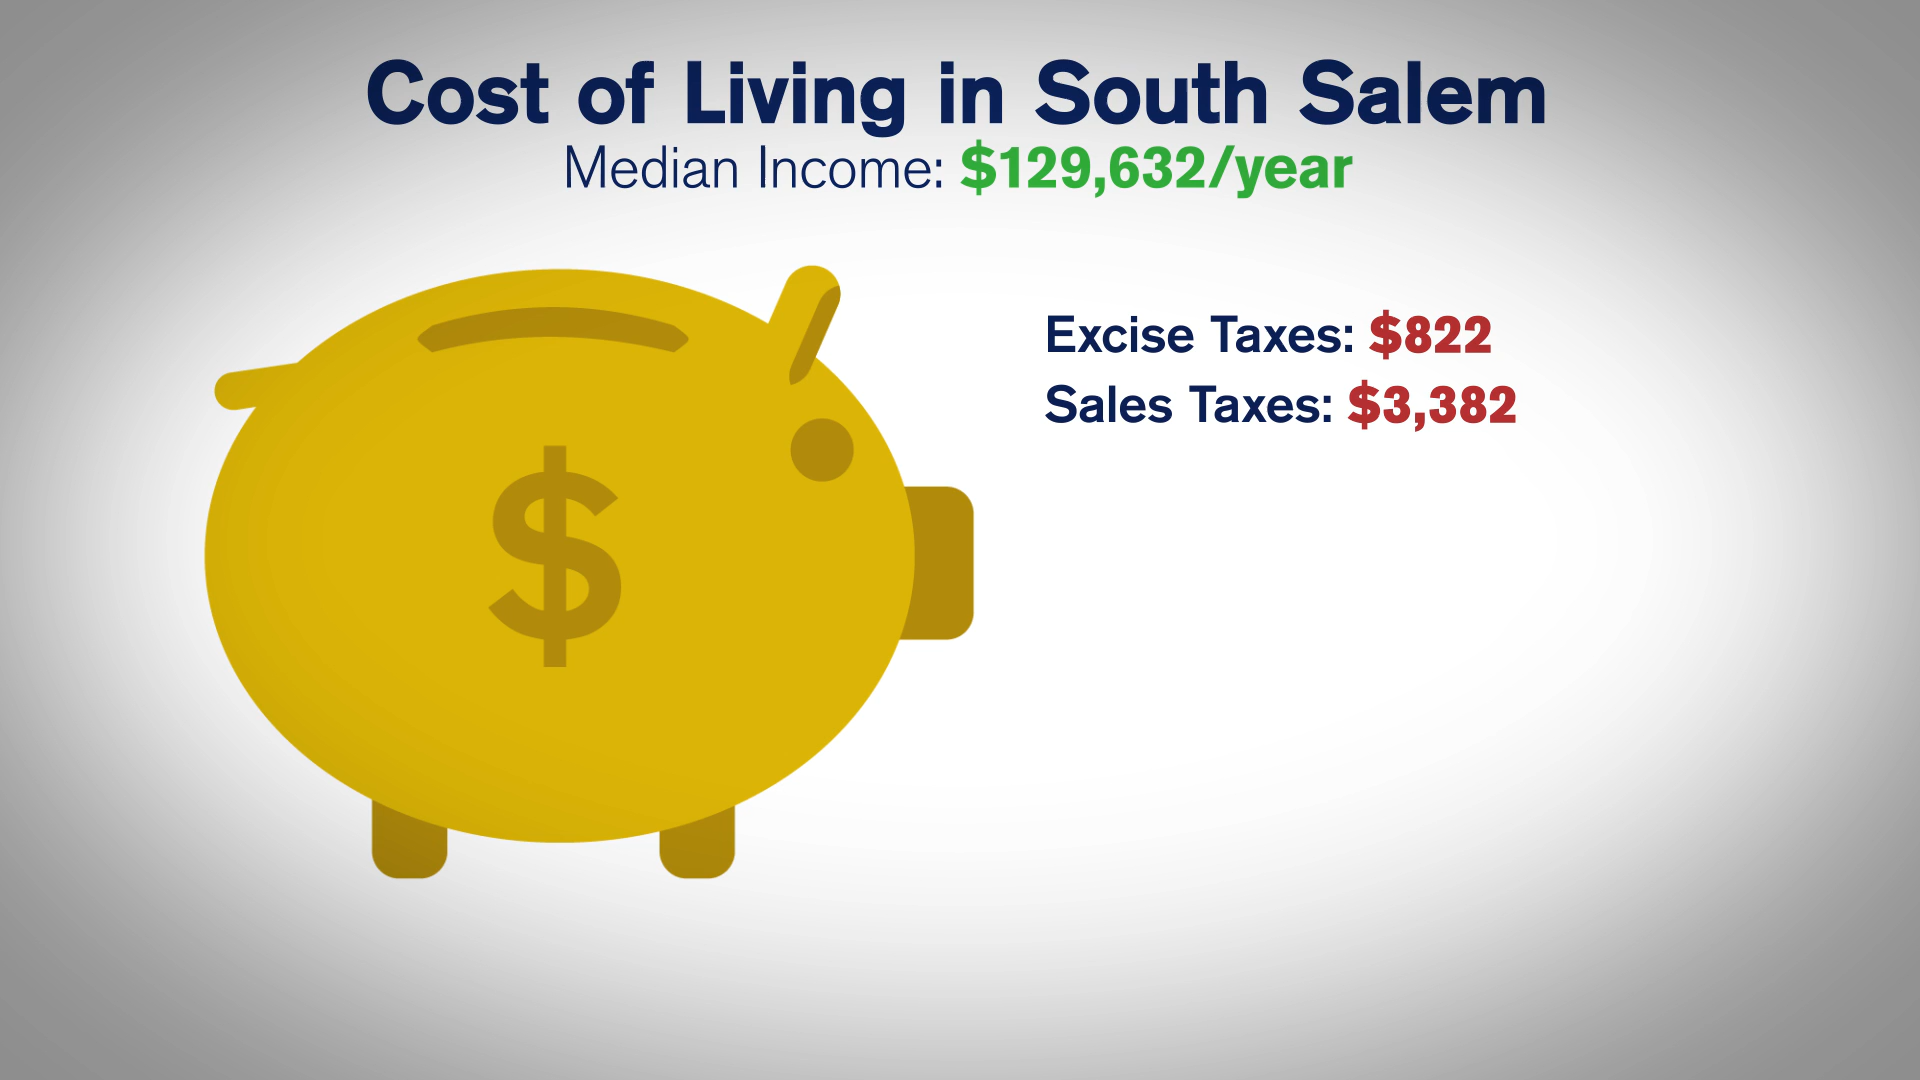 Cost of Living in South Salem
Median Income: $129,632/year
Excise Taxes: $822
Sales Taxes: $3,382
$